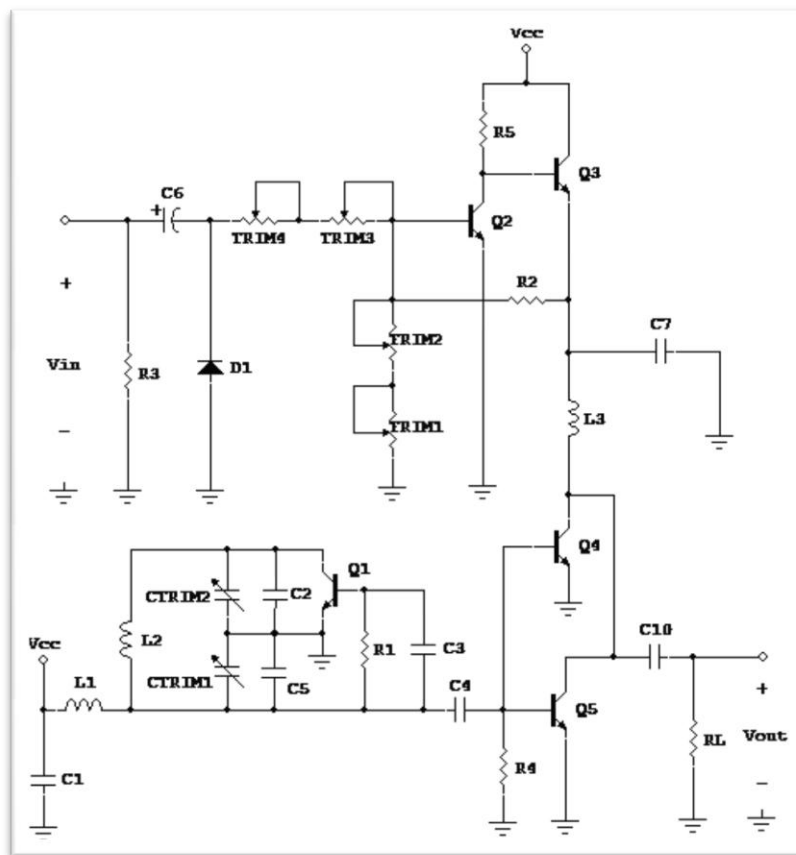 Vcc
R5
Q3
C6
+
TRIM4
TRIM3
Q2
R2
+
C7
Vin
R3
D1
TRIM2
-
TRIM1
L3
Q4
Q1
CTRIM2
C2
Vcc
L2
R1
C3
C10
L1
CTRIM1
C5
C4
Q5
+
C1
R4
RL
Vout
-